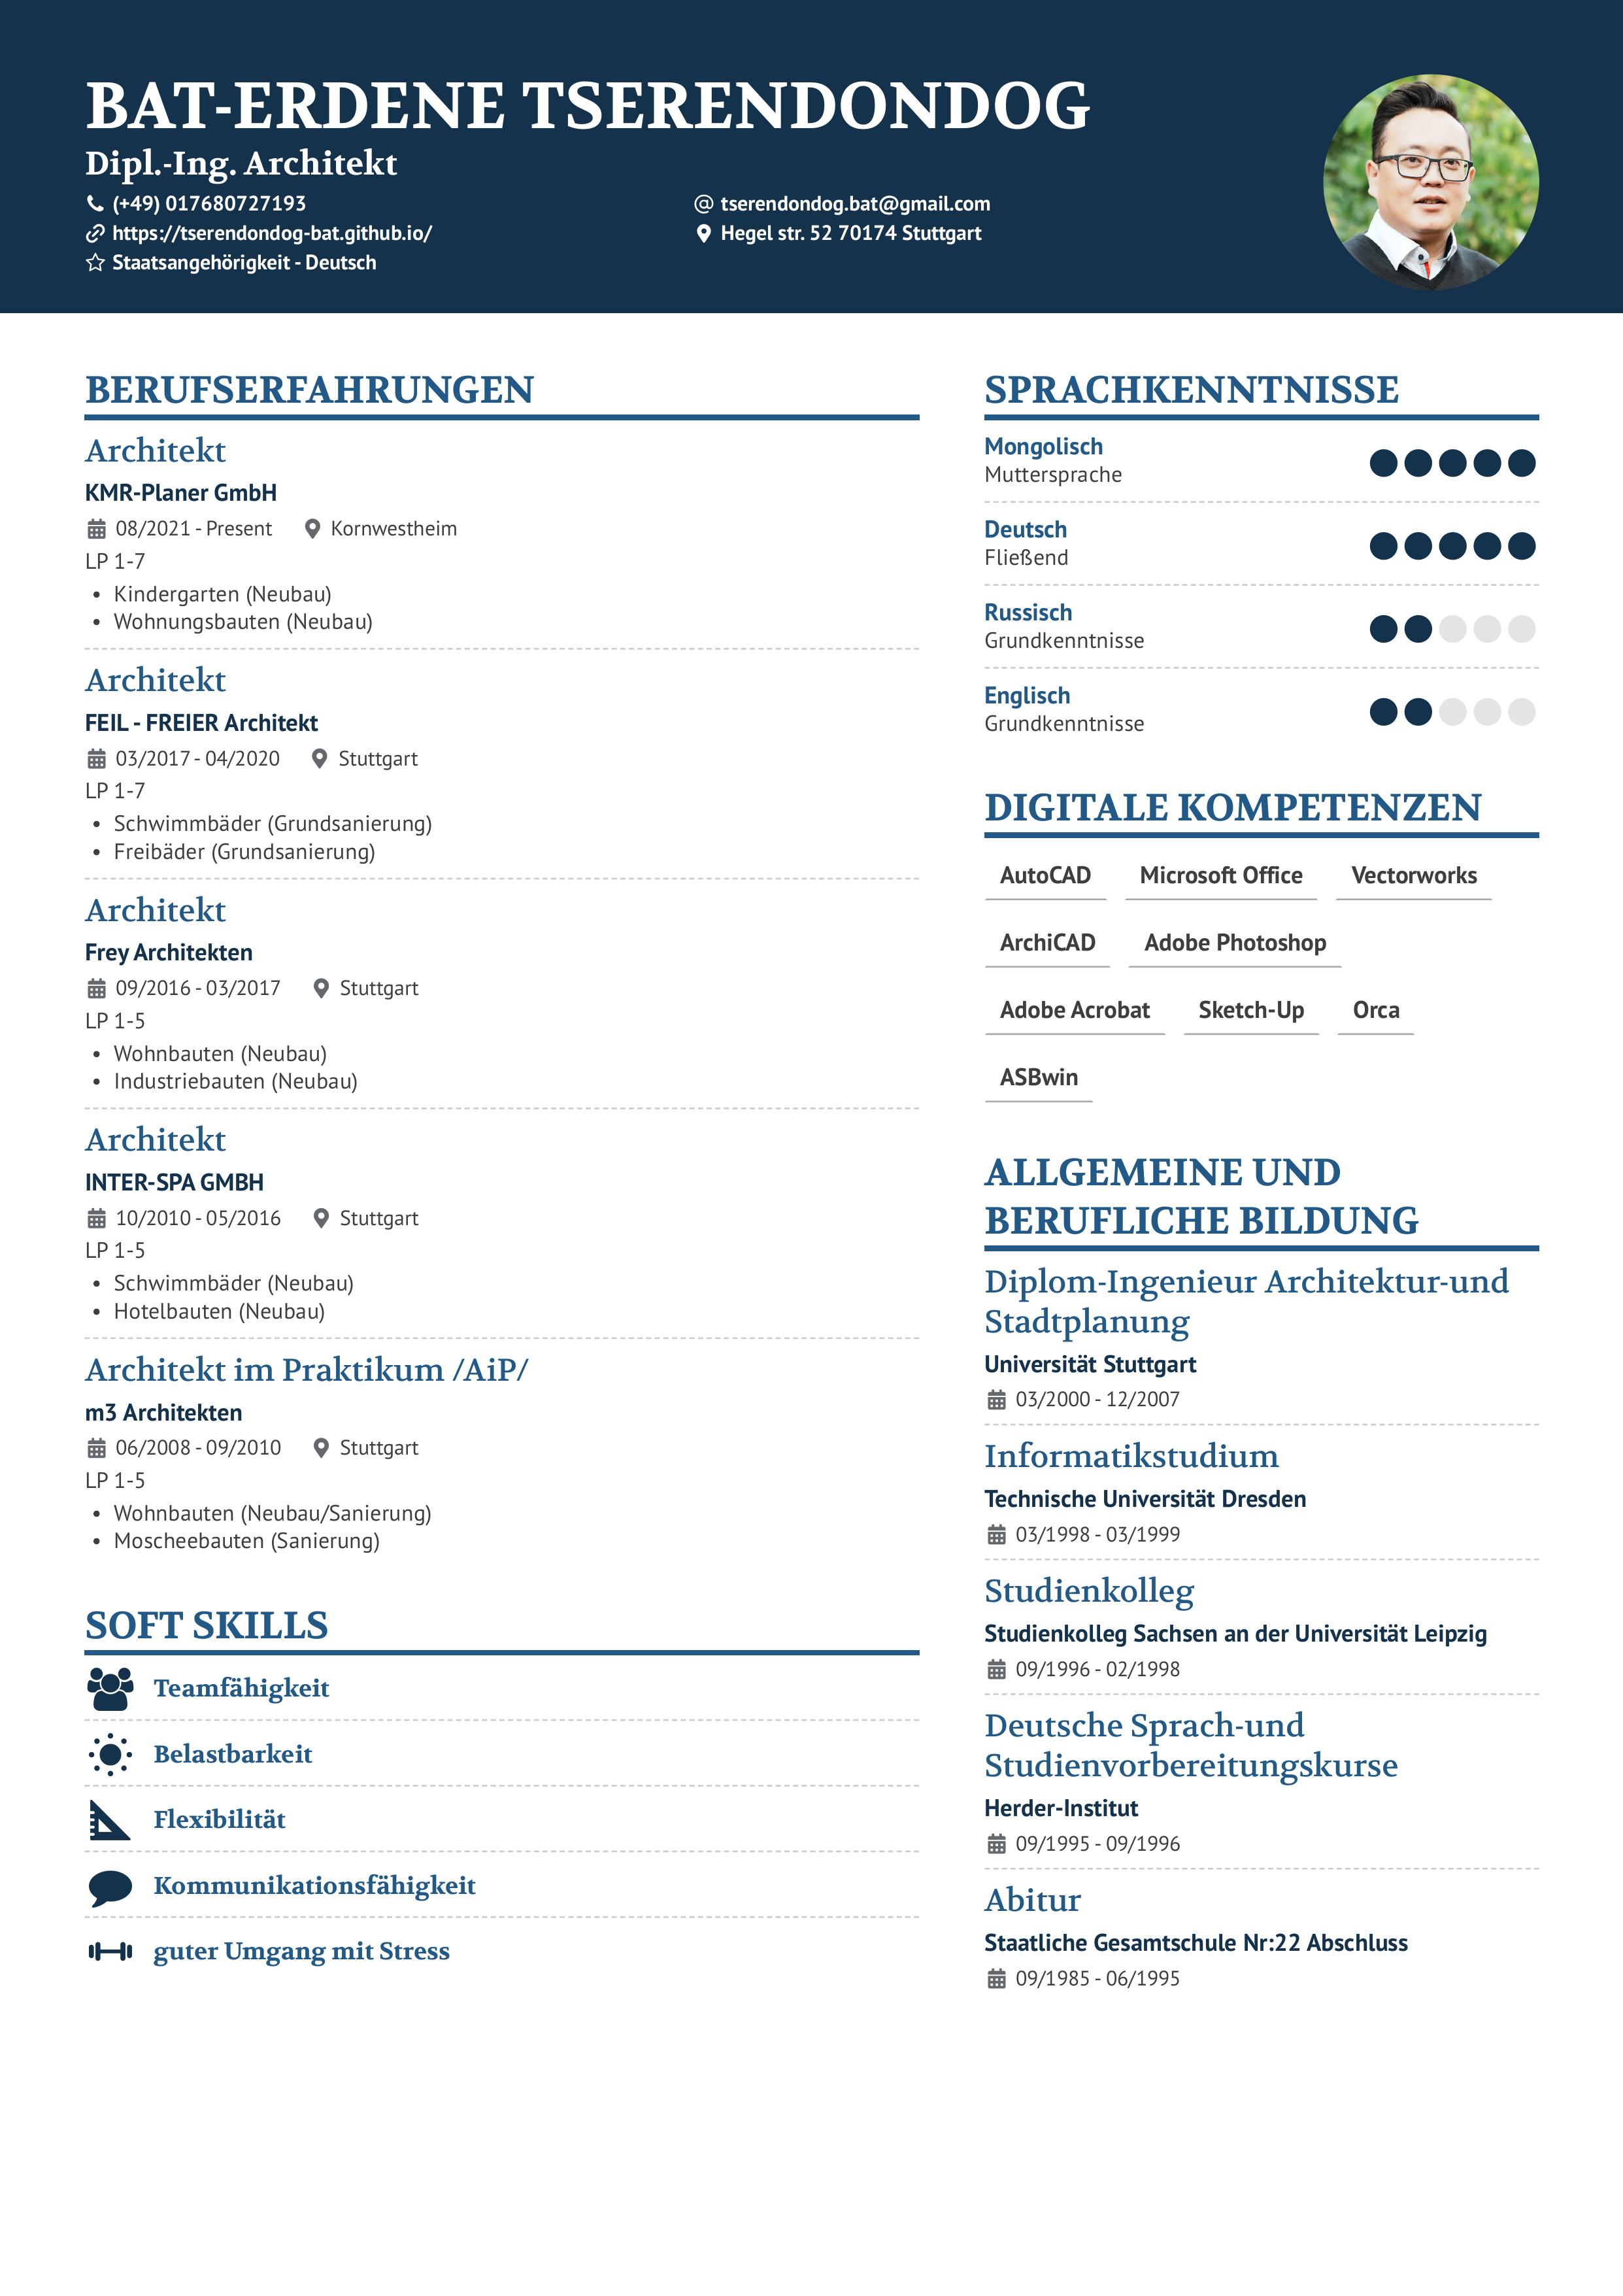 BAT-ERDENE TSERENDONDOG
Dipl.-Ing. Architekt
(+49) 017680727193
tserendondog.bat@gmail.com
https://tserendondog-bat.github.io/
Hegel str. 52 70174 Stuttgart
Staatsangehörigkeit - Deutsch
BERUFSERFAHRUNGEN
Architekt
KMR-Planer GmbH
08/2021 - Present Kornwestheim
LP 1-7
• Kindergarten (Neubau)
• Wohnungsbauten (Neubau)
Architekt
FEIL - FREIER Architekt
03/2017 - 04/2020 Stuttgart
LP 1-7
• Schwimmbäder (Grundsanierung)
• Freibäder (Grundsanierung)
Architekt
Frey Architekten
09/2016 - 03/2017 Stuttgart
LP 1-5
• Wohnbauten (Neubau)
• Industriebauten (Neubau)
Architekt
INTER-SPA GMBH
10/2010 - 05/2016 Stuttgart
LP 1-5
• Schwimmbäder (Neubau)
• Hotelbauten (Neubau)
Architekt im Praktikum /AiP/
m3 Architekten
06/2008 - 09/2010 Stuttgart
LP 1-5
• Wohnbauten (Neubau/Sanierung)
• Moscheebauten (Sanierung)
SOFT SKILLS
Teamfähigkeit
Belastbarkeit
Flexibilität
Kommunikationsfähigkeit
guter Umgang mit Stress
SPRACHKENNTNISSE
Mongolisch
Muttersprache
Deutsch
Fließend
Russisch
Grundkenntnisse
Englisch
Grundkenntnisse
DIGITALE KOMPETENZEN
AutoCAD Microsoft Office Vectorworks
ArchiCAD Adobe Photoshop
Adobe Acrobat Sketch-Up Orca
ASBwin
ALLGEMEINE UND
BERUFLICHE BILDUNG
Diplom-Ingenieur Architektur-und
Stadtplanung
Universität Stuttgart
03/2000 - 12/2007
Informatikstudium
Technische Universität Dresden
03/1998 - 03/1999
Studienkolleg
Studienkolleg Sachsen an der Universität Leipzig
09/1996 - 02/1998
Deutsche Sprach-und
Studienvorbereitungskurse
Herder-Institut
09/1995 - 09/1996
Abitur
Staatliche Gesamtschule Nr:22 Abschluss
09/1985 - 06/1995